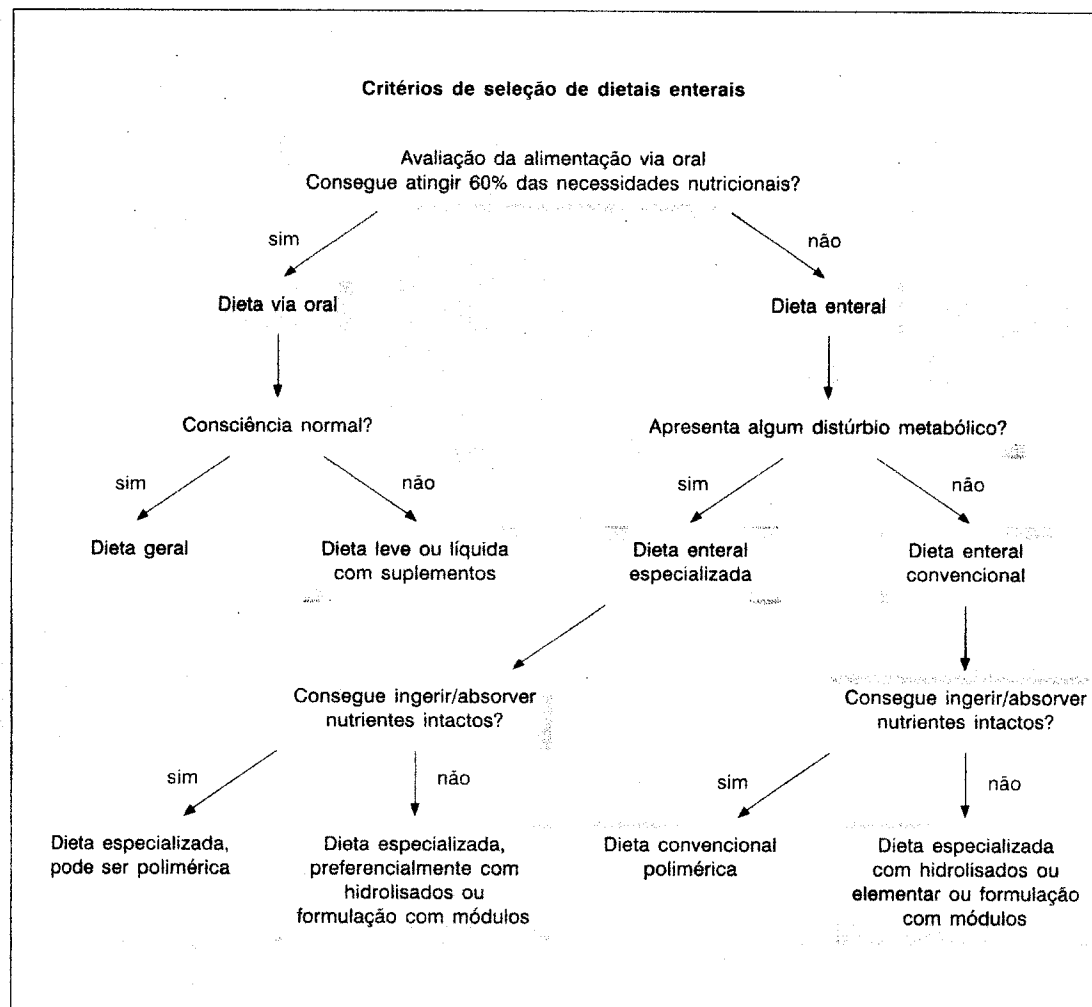 Critérios de seleção de dietais enterais
Avaliação da alimentação via oral
Consegue atingir 60% das necessidades nutricionais?
sim
não
Dieta via oral
Dieta enteral
Consciência normal?
Apresenta algum distúrbio metabólico?
sim
não
sim
não
Dieta geral
Dieta leve ou líquida
com suplementos
Dieta enteral
especializada
Dieta enteral
convencional
Consegue ingerir/absorver
nutrientes intactos?
Consegue ingerir/absorver
nutrientes intactos?
sim
não
sim
não
Dieta especializada,
pode ser polimérica
Dieta especializada,
preferencialmente com
hidrolisados ou
formulação com módulos
Dieta convencional
polimérica
Dieta especializada
com hidrolisados ou
elementar ou formulação
com módulos